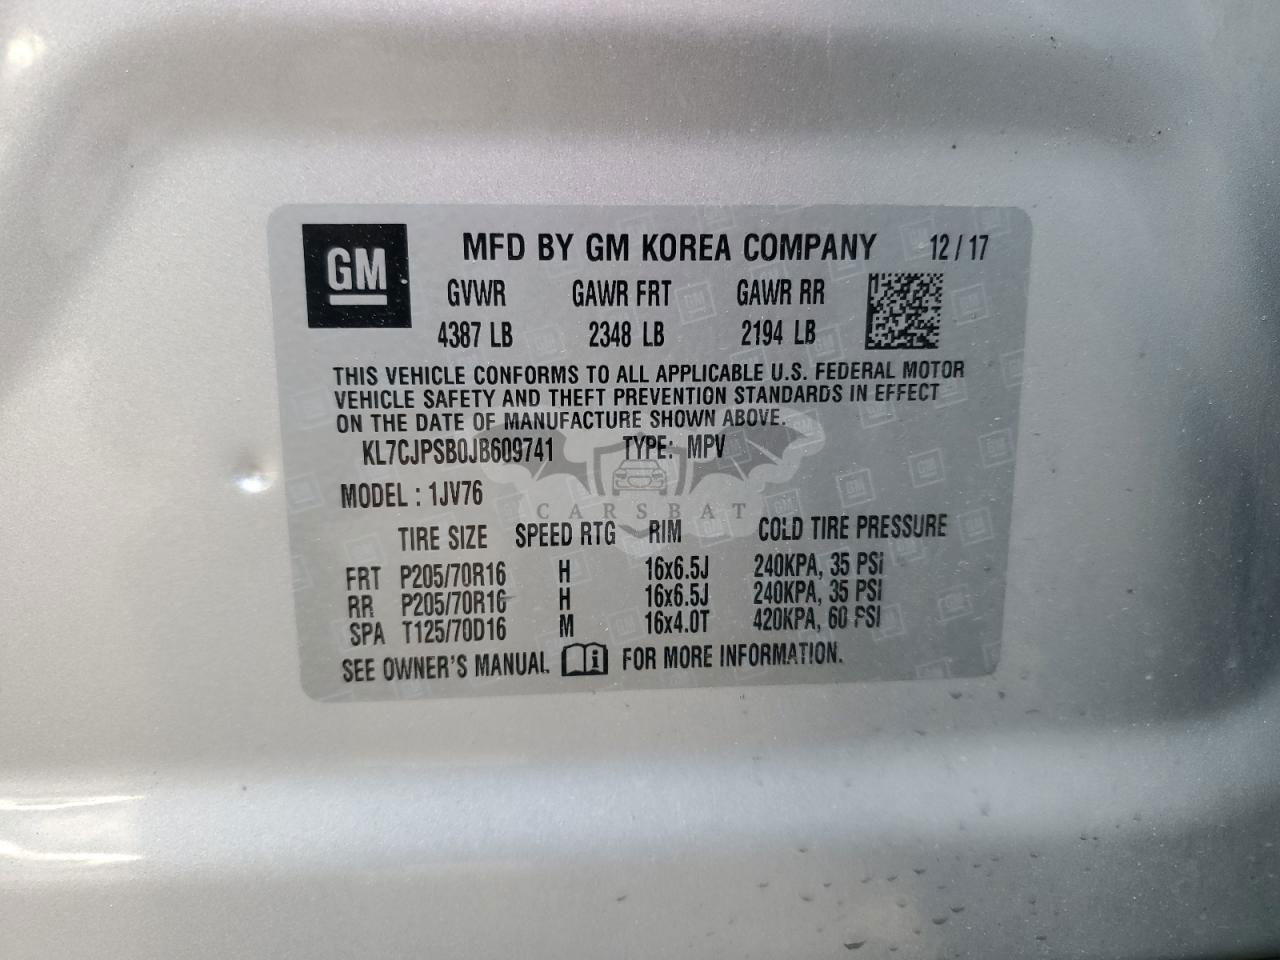 GM
MFD BY GM KOREA COMPANY 12/17
GVWR GAWR FRT GAWR RR
4387 LB 2348 LB 2194 LB
THIS VEHICLE CONFORMS TO ALL APPLICABLE U.S. FEDERAL MOTOR
VEHICLE SAFETY AND THEFT PREVENTION STANDARDS IN EFFECT
ON THE DATE OF MANUFACTURE SHOWN ABOVE.
KL7CJPSB0JB609741 TYPE: MPV
MODEL : 1JV76
CARSBAT
TIRE SIZE SPEED RTG RIM COLD TIRE PRESSURE
FRT P205/70R16 H 16x6.5J 240KPA, 35 PSi
RR P205/70R16 H 16x6.5J 240KPA, 35 PSI
SPA T125/70D16 M 16x4.0T 420KPA, 60 PSI
SEE OWNER'S MANUAL. i FOR MORE INFORMATION.